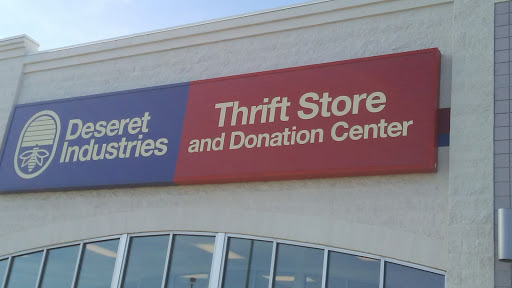 Deseret
Industries
Thrift Store
and Donation Center